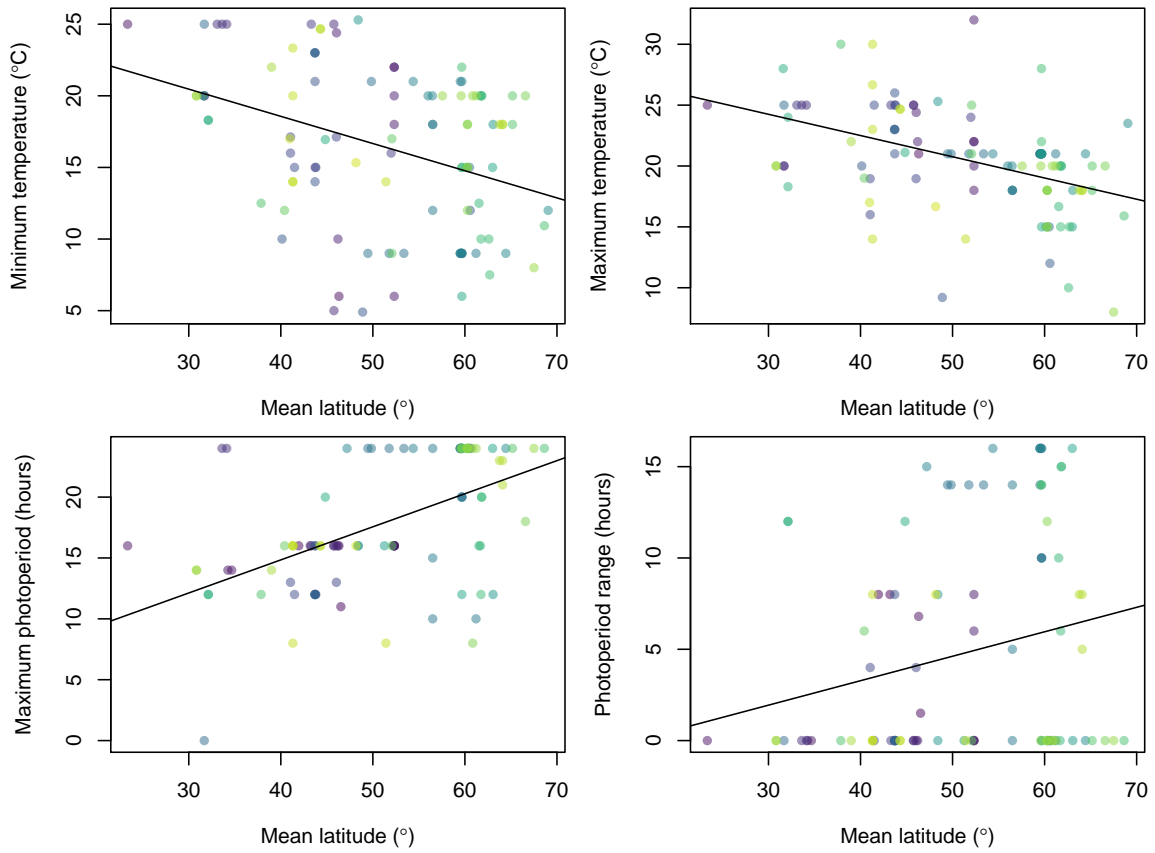 Minimum temperature (°C)
25
20
15
10
5
30 40 50 60 70
Mean latitude (°)
Maximum temperature (°C)
30
25
20
15
10
30 40 50 60 70
Mean latitude (°)
Maximum photoperiod (hours)
20
15
10
5
0
30 40 50 60 70
Mean latitude (°)
Photoperiod range (hours)
15
10
5
0
30 40 50 60 70
Mean latitude (°)